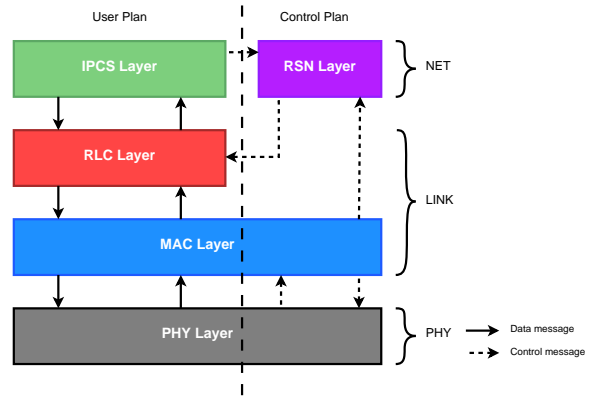 User Plan
Control Plan
IPCS Layer
RSN Layer
NET
RLC Layer
LINK
MAC Layer
PHY Layer
PHY
Data message
Control message